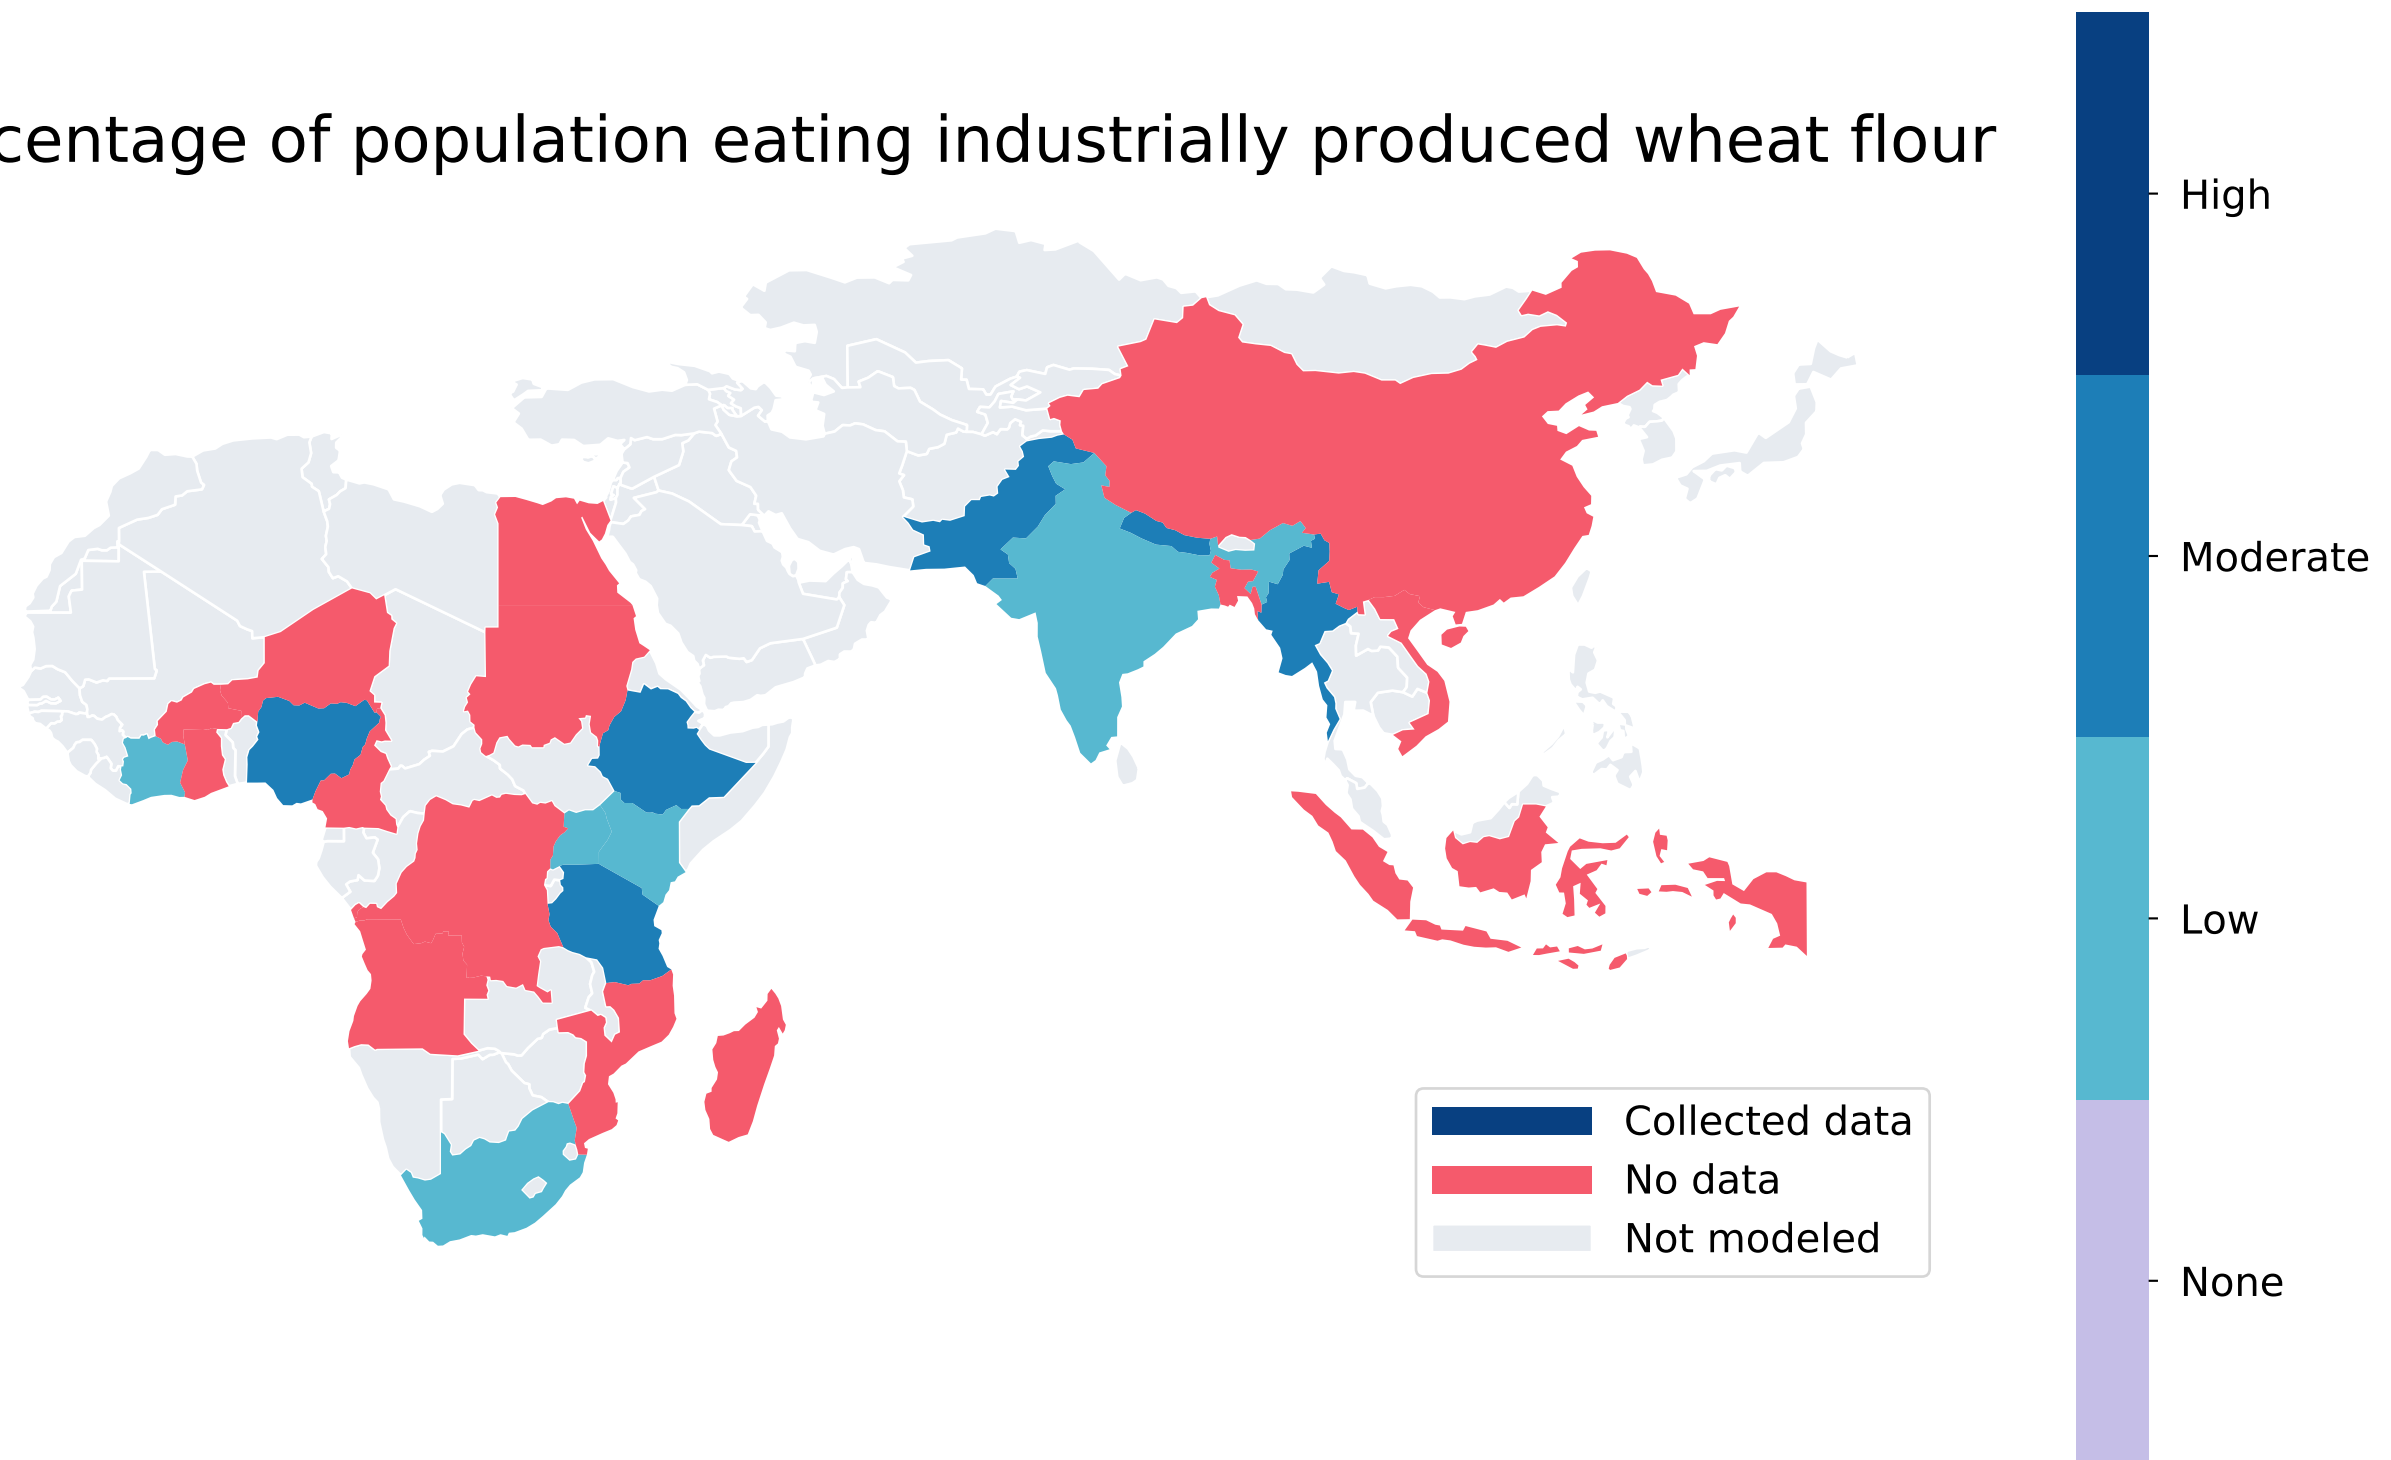 centage of population eating industrially produced wheat flour
High
Moderate
Low
None
Collected data
No data
Not modeled